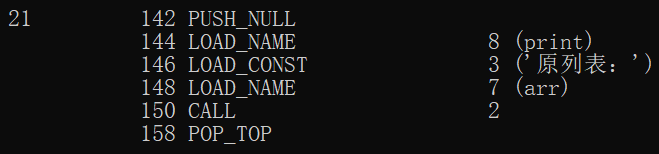 21 142 PUSH_NULL
144 LOAD_NAME 8 (print)
146 LOAD_CONST 3 ('原列表：')
148 LOAD_NAME 7 (arr)
150 CALL 2
158 POP_TOP